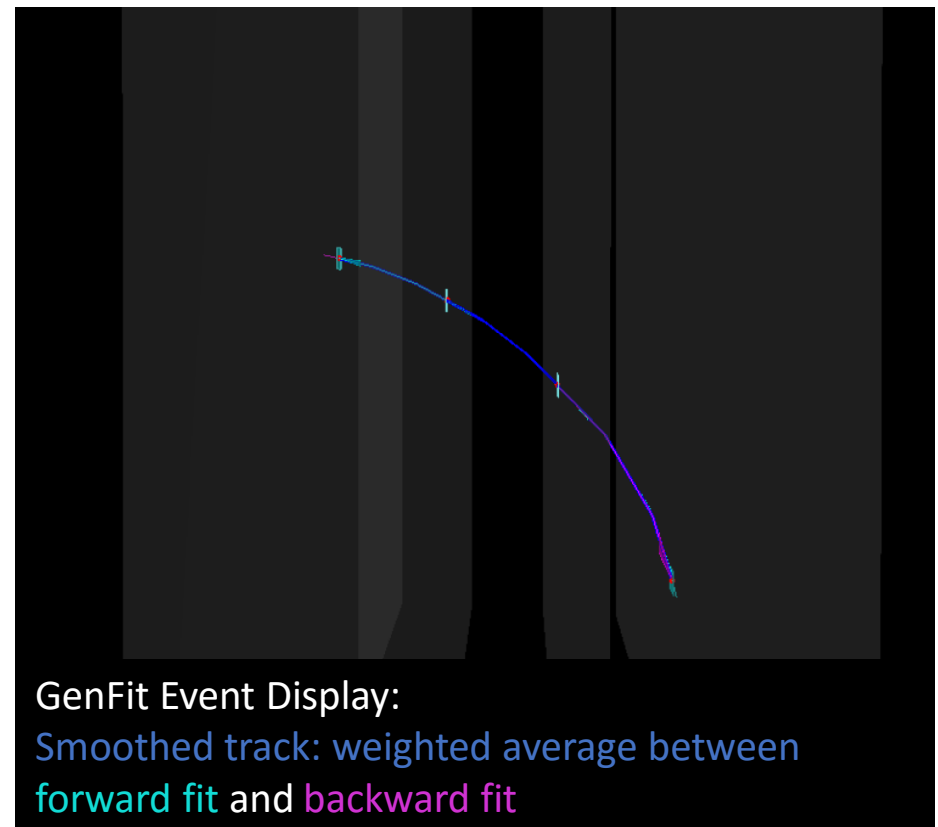 GenFit Event Display:
Smoothed track: weighted average between
forward fit and backward fit